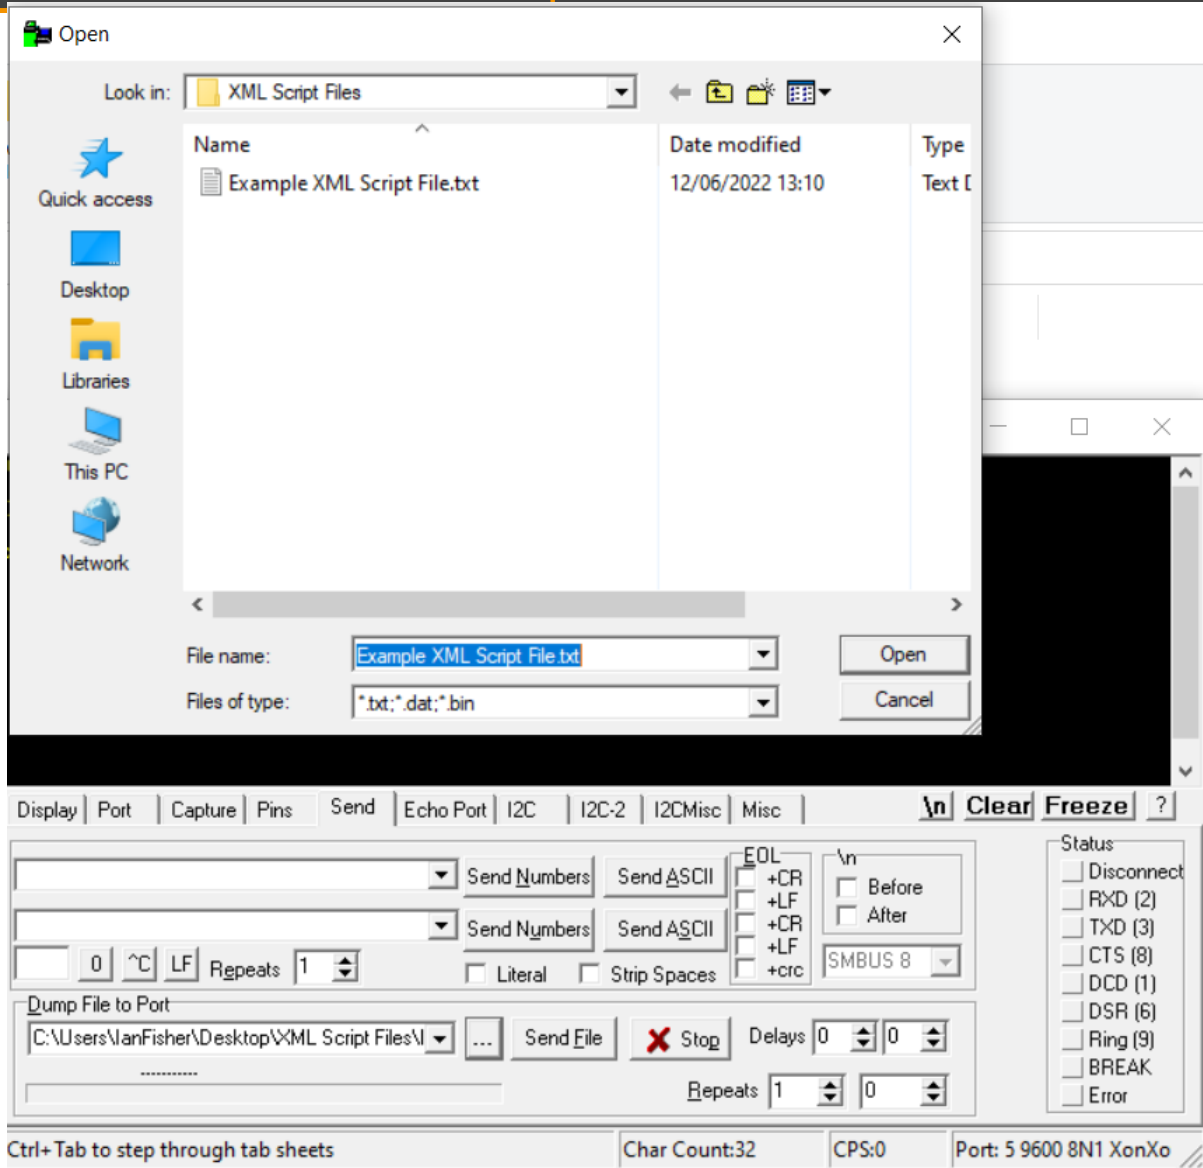 Open
Look in: XML Script Files
Name Date modified Type
Example XML Script File.txt 12/06/2022 13:10 Text D
Quick access
Desktop
Libraries
This PC
Network
File name: Example XML Script File.txt Open
Files of type: *.txt;*.dat;*.bin Cancel
Display Port Capture Pins Send Echo Port I2C I2C-2 I2CMisc Misc \n Clear Freeze ?
Send Numbers Send ASCII
Send Numbers Send ASCII
EOL
+CR
+LF
+CR
+LF
+crc
\n
Before
After
SMBUS 8
0 ^C LF Repeats 1 Literal Strip Spaces
Dump File to Port
C:\Users\IanFisher\Desktop\XML Script Files\ ... Send File Stop Delays 0 0
-----------
Repeats 1 0
Status
Disconnect
RXD (2)
TXD (3)
CTS (8)
DCD (1)
DSR (6)
Ring (9)
BREAK
Error
Ctrl+Tab to step through tab sheets Char Count:32 CPS:0 Port: 5 9600 8N1 XonXo